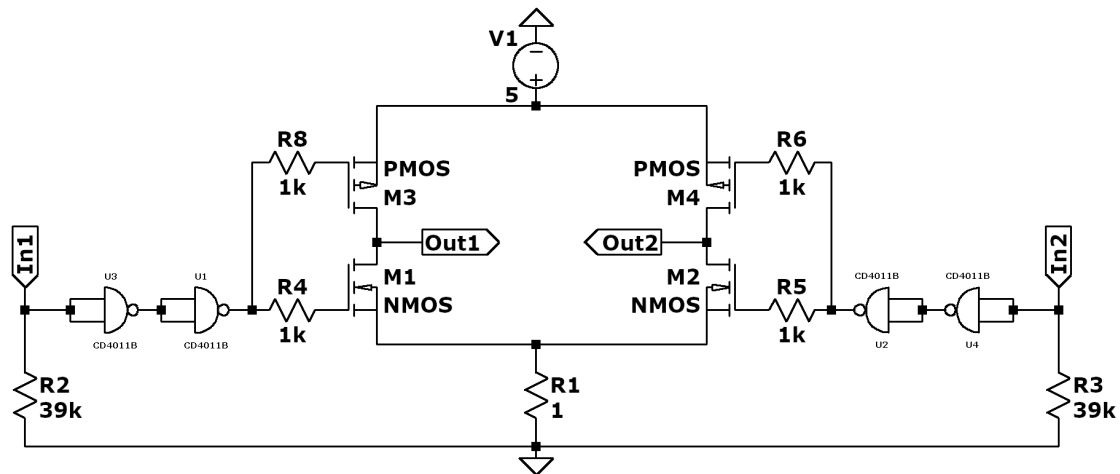 V1
5
R8
1k
PMOS
M3
PMOS
M4
R6
1k
In1
Out1
Out2
In2
U3
U1
CD4011B
CD4011B
R4
1k
M1
NMOS
M2
NMOS
R5
1k
CD4011B
CD4011B
U2
U4
R2
39k
R1
1
R3
39k